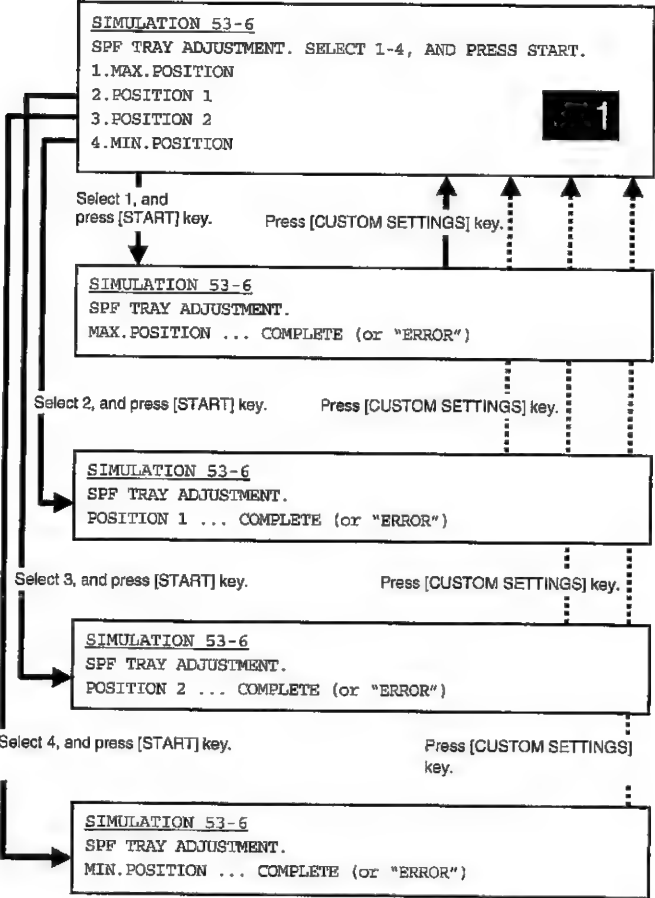 SIMULATION 53-6
SPF TRAY ADJUSTMENT. SELECT 1-4, AND PRESS START.
1.MAX.POSITION
2.POSITION 1
3.POSITION 2
4.MIN.POSITION
1
Select 1, and
press [START] key.
Press [CUSTOM SETTINGS] key.
SIMULATION 53-6
SPF TRAY ADJUSTMENT.
MAX.POSITION ... COMPLETE (or "ERROR")
Select 2, and press [START] key.
Press [CUSTOM SETTINGS] key.
SIMULATION 53-6
SPF TRAY ADJUSTMENT.
POSITION 1 ... COMPLETE (or "ERROR")
Select 3, and press [START] key.
Press [CUSTOM SETTINGS] key.
SIMULATION 53-6
SPF TRAY ADJUSTMENT.
POSITION 2 ... COMPLETE (or "ERROR")
Select 4, and press [START] key.
Press [CUSTOM SETTINGS]
key.
SIMULATION 53-6
SPF TRAY ADJUSTMENT.
MIN.POSITION ... COMPLETE (or "ERROR")